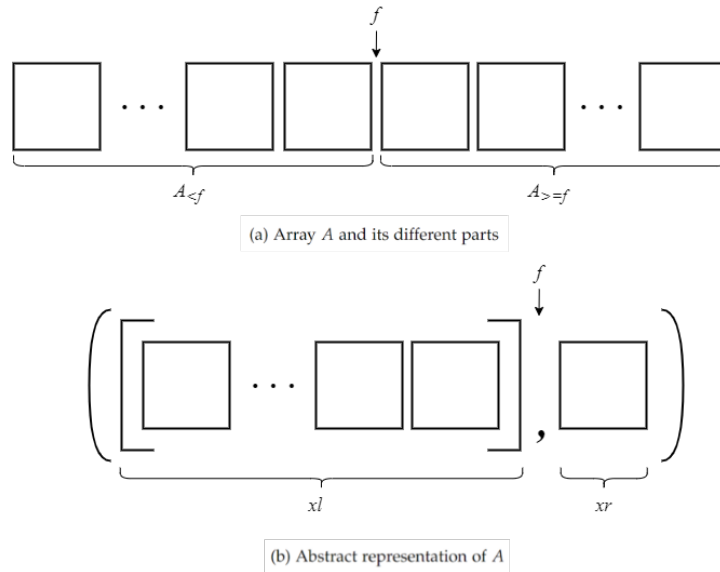 f
. . .
. . .
A<f
A>=f
(a) Array A and its different parts
f
( [ . . . ] , )
xl
xr
(b) Abstract representation of A